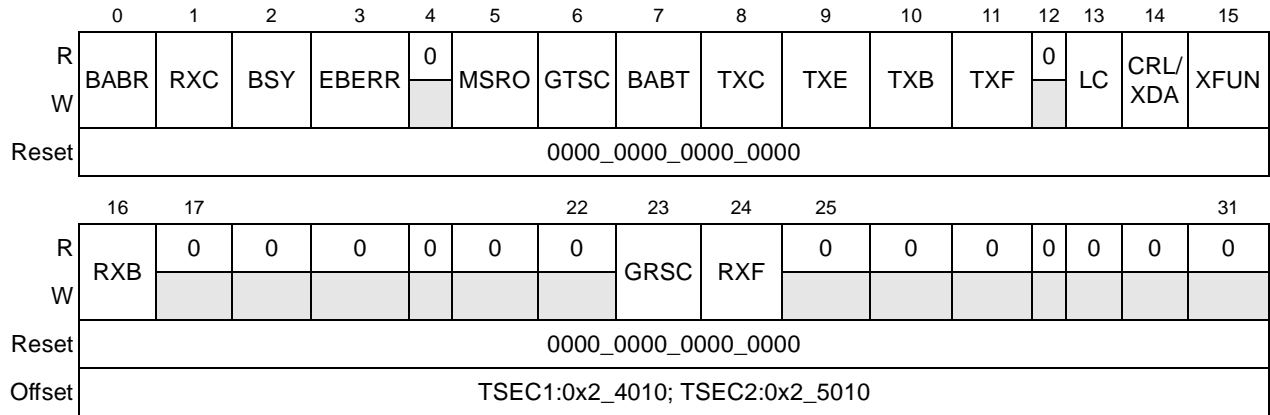 0 1 2 3 4 5 6 7 8 9 10 11 12 13 14 15
R BABR RXC BSY EBERR 0 MSRO GTSC BABT TXC TXE TXB TXF 0 LC CRL/ XFUN
W XDA
Reset 0000_0000_0000_0000
16 17 22 23 24 25 31
R RXB 0 0 0 0 0 0 GRSC RXF 0 0 0 0 0 0 0
W
Reset 0000_0000_0000_0000
Offset TSEC1:0x2_4010; TSEC2:0x2_5010